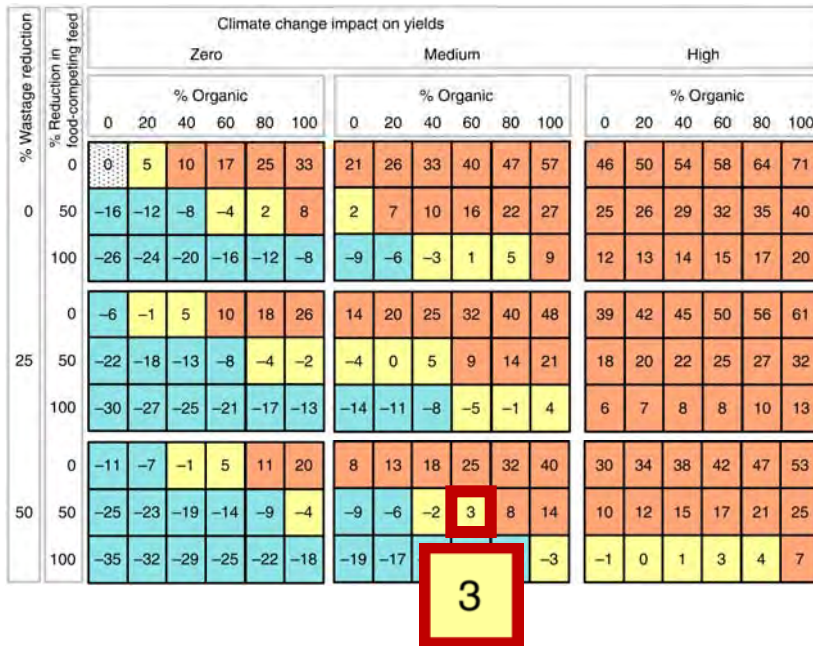 Climate change impact on yields
Zero Medium High
% Wastage reduction
% Reduction in
food-competing feed
% Organic % Organic % Organic
0 20 40 60 80 100 0 20 40 60 80 100 0 20 40 60 80 100
0 0 5 10 17 25 33 21 26 33 40 47 57 46 50 54 58 64 71
0 50 −16 −12 −8 −4 2 8 2 7 10 16 22 27 25 26 29 32 35 40
100 −26 −24 −20 −16 −12 −8 −9 −6 −3 1 5 9 12 13 14 15 17 20
0 −6 −1 5 10 18 26 14 20 25 32 40 48 39 42 45 50 56 61
25 50 −22 −18 −13 −8 −4 −2 −4 0 5 9 14 21 18 20 22 25 27 32
100 −30 −27 −25 −21 −17 −13 −14 −11 −8 −5 −1 4 6 7 8 8 10 13
0 −11 −7 −1 5 11 20 8 13 18 25 32 40 30 34 38 42 47 53
50 50 −25 −23 −19 −14 −9 −4 −9 −6 −2 3 8 14 10 12 15 17 21 25
100 −35 −32 −29 −25 −22 −18 −19 −17 −3 −1 0 1 3 4 7
3